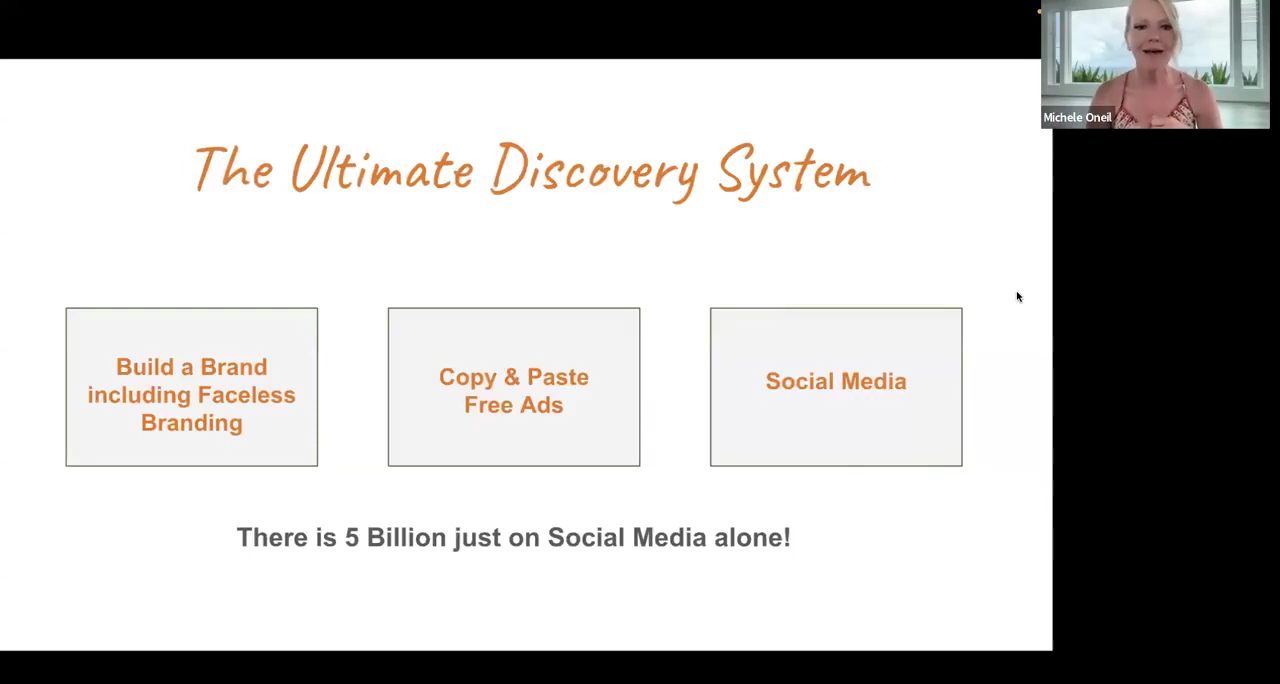 Michele Oneil
The Ultimate Discovery System
Build a Brand
including Faceless
Branding
Copy & Paste
Free Ads
Social Media
There is 5 Billion just on Social Media alone!